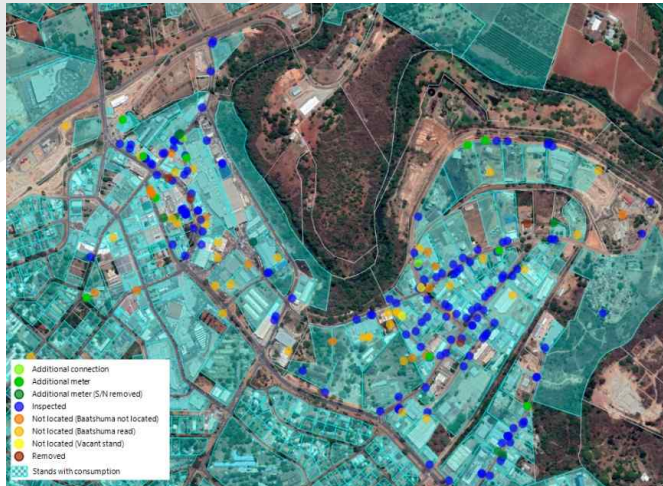 Additional connection
Additional meter
Additional meter (S/N removed)
Inspected
Not located (Baatshuma not located)
Not located (Baatshuma read)
Not located (Vacant stand)
Removed
Stands with consumption